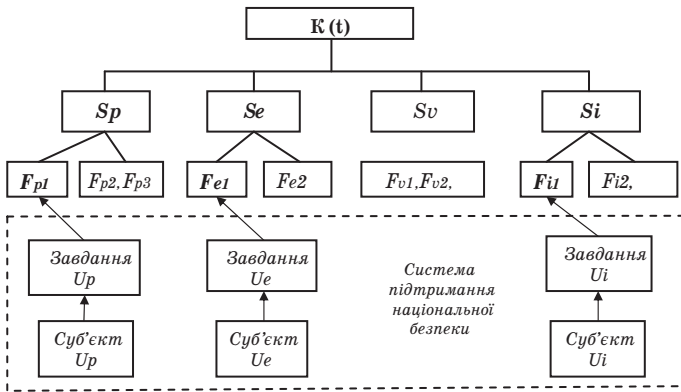 К (t)
Sp
Se
Sv
Si
Fp1
Fp2,Fp3
Fe1
Fe2
Fv1,Fv2,
Fi1
Fi2,
Завдання
Up
Завдання
Ue
Система
підтримання
національної
безпеки
Завдання
Ui
Суб’єкт
Up
Суб’єкт
Ue
Суб’єкт
Ui